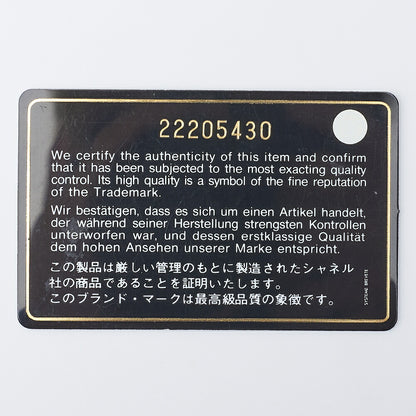 22205430
We certify the authenticity of this item and confirm
that it has been subjected to the most exacting quality
control. Its high quality is a symbol of the fine reputation
of the Trademark.
Wir bestätigen, dass es sich um einen Artikel handelt,
der während seiner Herstellung strengsten Kontrollen
unterworfen war, und dessen erstklassige Qualität
dem hohen Ansehen unserer Marke entspricht.
この製品は厳しい管理のもとに製造されたシャネル
社の商品であることを証明いたします。
このブランド・マークは最高級品質の象徴です。
SYSTEME BREVETE